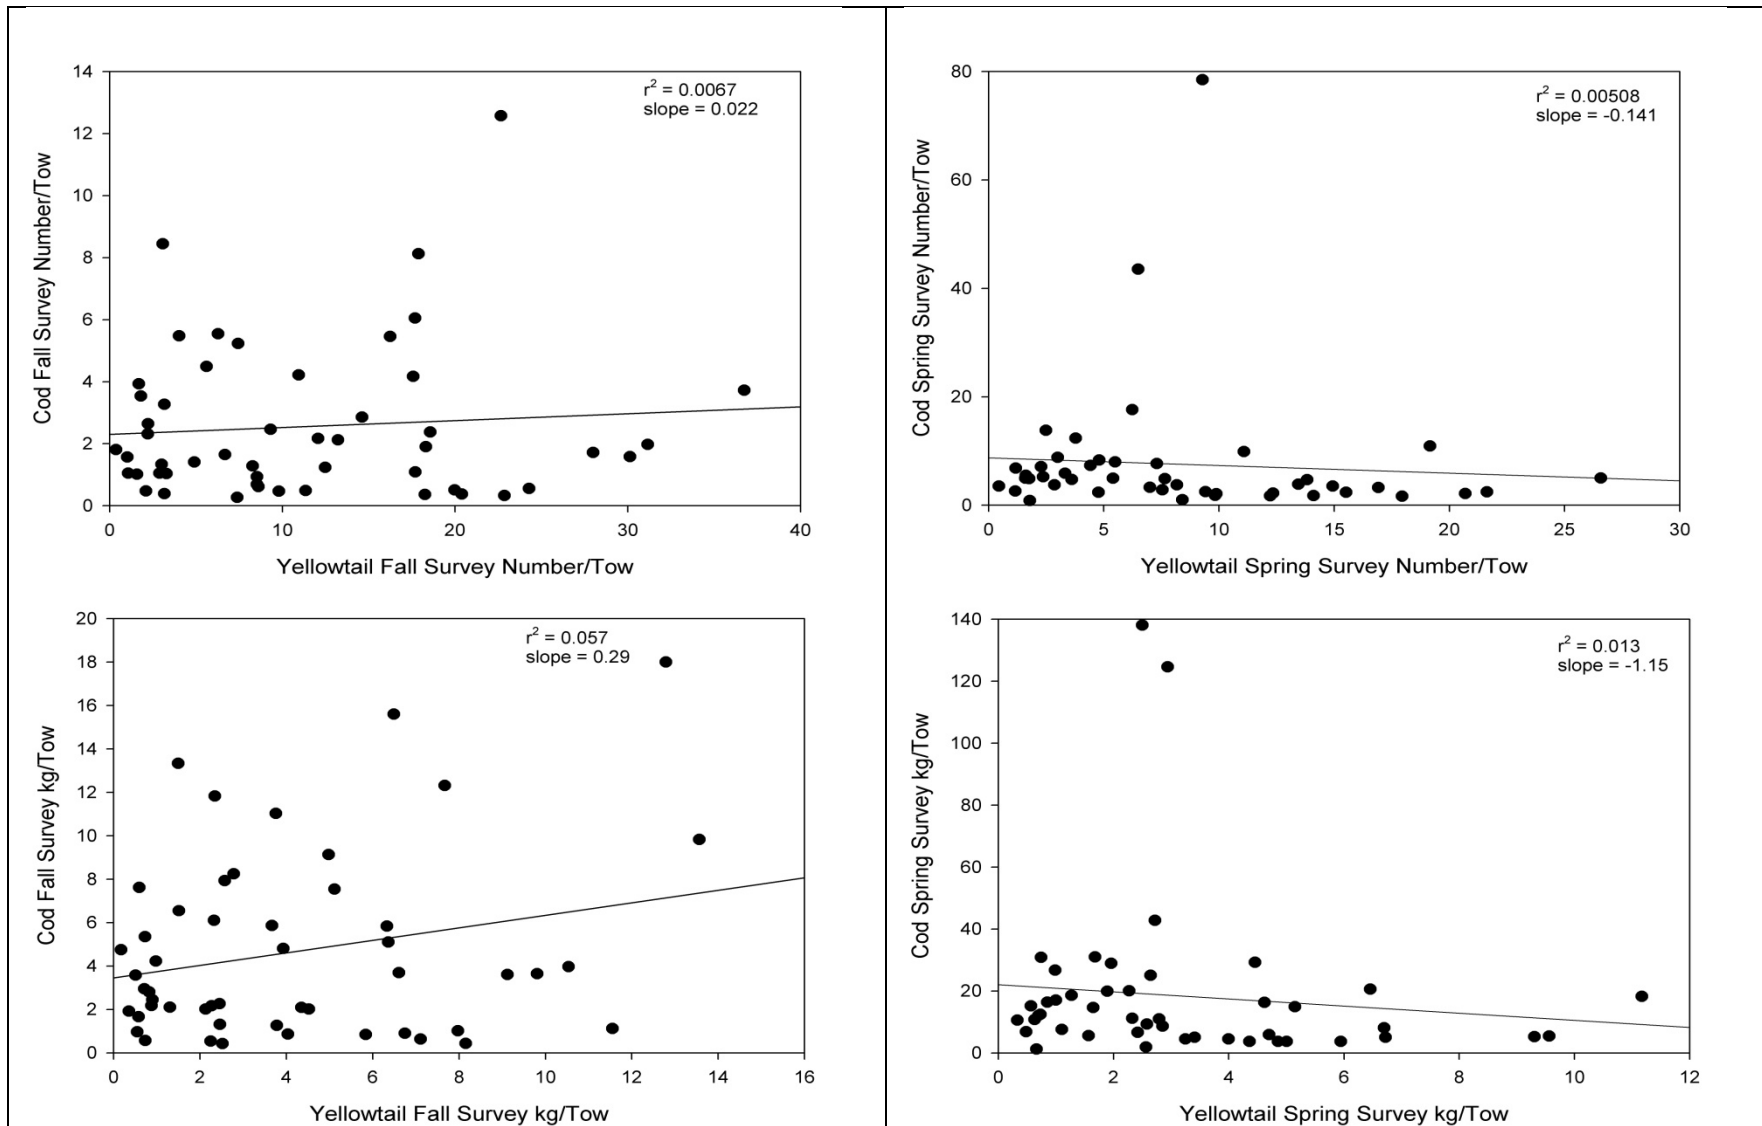 r² = 0.0067
slope = 0.022
14
12
10
8
6
4
2
0
Cod Fall Survey Number/Tow
0 10 20 30 40
Yellowtail Fall Survey Number/Tow
r² = 0.00508
slope = -0.141
80
60
40
20
0
Cod Spring Survey Number/Tow
0 5 10 15 20 25 30
Yellowtail Spring Survey Number/Tow
r² = 0.057
slope = 0.29
20
18
16
14
12
10
8
6
4
2
0
Cod Fall Survey kg/Tow
0 2 4 6 8 10 12 14 16
Yellowtail Fall Survey kg/Tow
r² = 0.013
slope = -1.15
140
120
100
80
60
40
20
0
Cod Spring Survey kg/Tow
0 2 4 6 8 10 12
Yellowtail Spring Survey kg/Tow